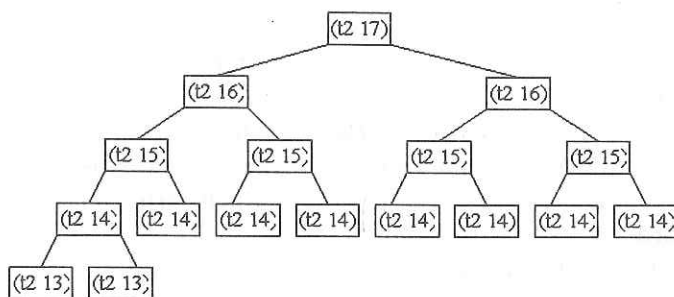 (t2 17)
(t2 16) (t2 16)
(t2 15) (t2 15) (t2 15) (t2 15)
(t2 14) (t2 14) (t2 14) (t2 14) (t2 14) (t2 14) (t2 14) (t2 14)
(t2 13) (t2 13)